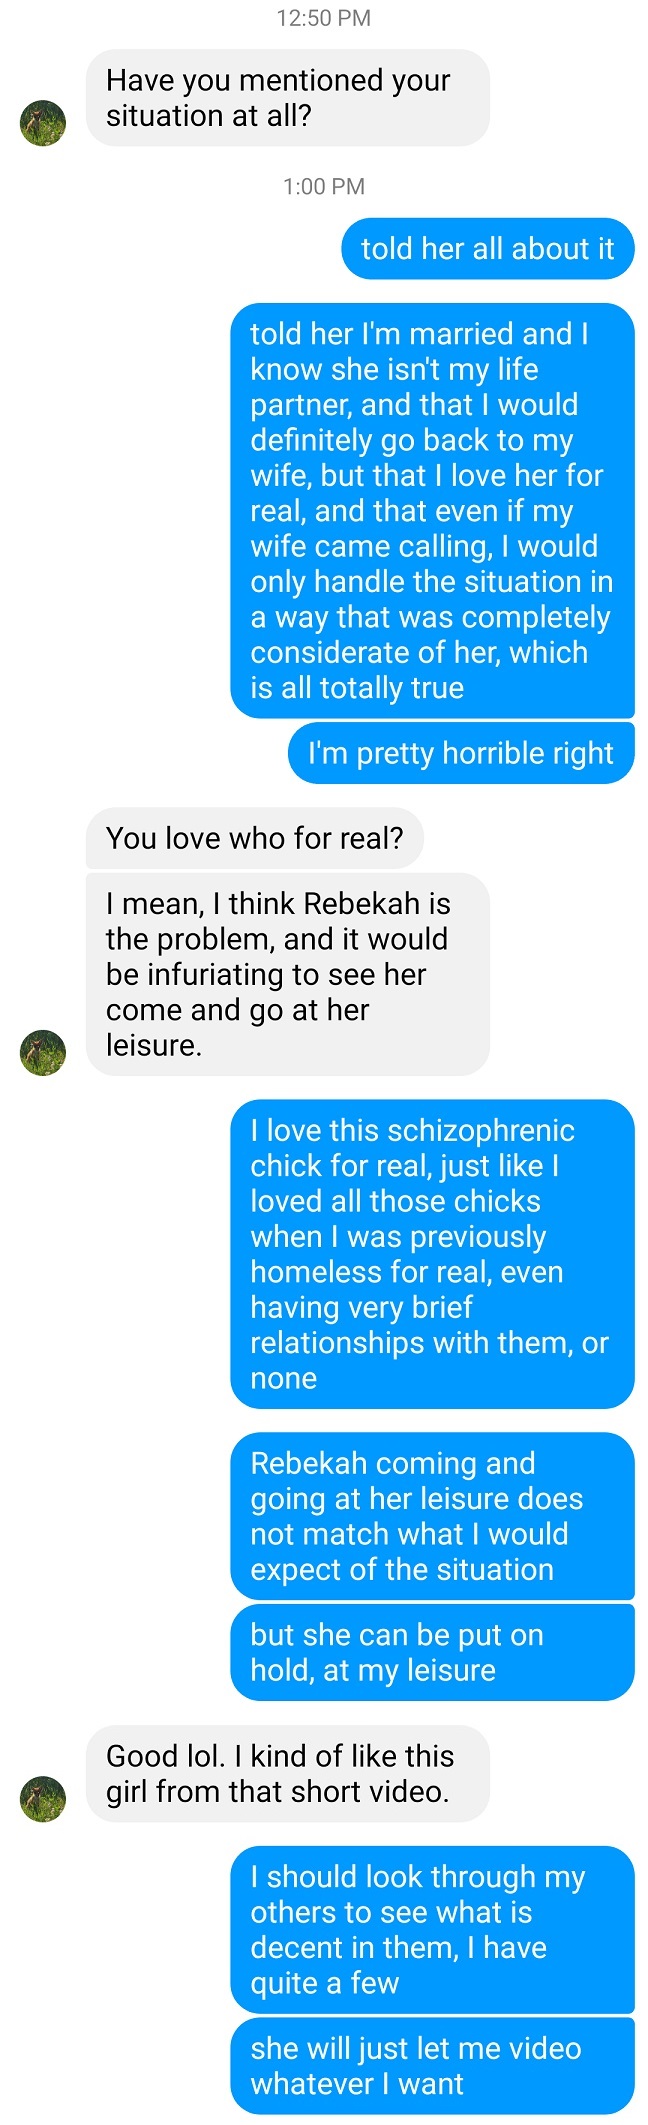 12:50 PM
Have you mentioned your
situation at all?
1:00 PM
told her all about it
told her I'm married and I
know she isn't my life
partner, and that I would
definitely go back to my
wife, but that I love her for
real, and that even if my
wife came calling, I would
only handle the situation in
a way that was completely
considerate of her, which
is all totally true
I'm pretty horrible right
You love who for real?
I mean, I think Rebekah is
the problem, and it would
be infuriating to see her
come and go at her
leisure.
I love this schizophrenic
chick for real, just like I
loved all those chicks
when I was previously
homeless for real, even
having very brief
relationships with them, or
none
Rebekah coming and
going at her leisure does
not match what I would
expect of the situation
but she can be put on
hold, at my leisure
Good lol. I kind of like this
girl from that short video.
I should look through my
others to see what is
decent in them, I have
quite a few
she will just let me video
whatever I want